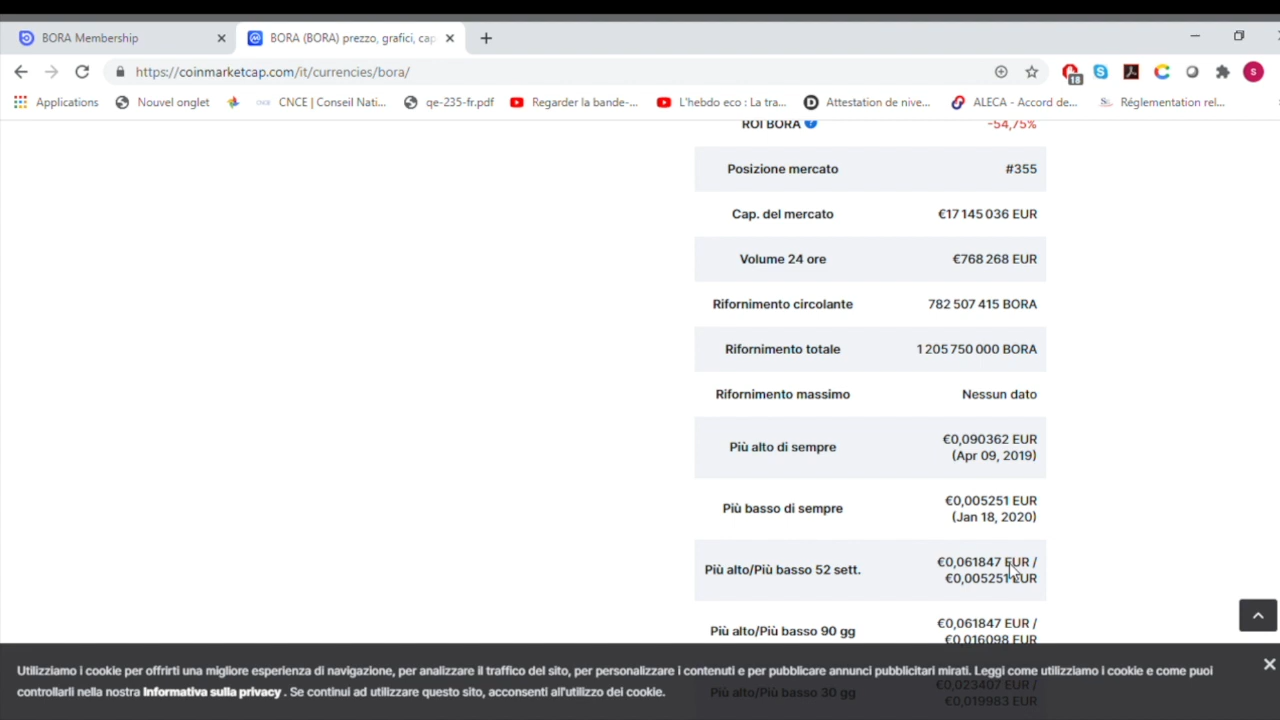 BORA Membership
BORA (BORA) prezzo, grafici, cap
https://coinmarketcap.com/it/currencies/bora/
18
S
Applications
Nouvel onglet
CNCE | Conseil Nati...
qe-235-fr.pdf
Regarder la bande-...
L'hebdo eco : La tra...
Attestation de nive...
ALECA - Accord de...
Réglementation rel...
ROI BORA ?
-54,75%
Posizione mercato
#355
Cap. del mercato
€17 145 036 EUR
Volume 24 ore
€768 268 EUR
Rifornimento circolante
782 507 415 BORA
Rifornimento totale
1 205 750 000 BORA
Rifornimento massimo
Nessun dato
Più alto di sempre
€0,090362 EUR
(Apr 09, 2019)
Più basso di sempre
€0,005251 EUR
(Jan 18, 2020)
Più alto/Più basso 52 sett.
€0,061847 EUR /
€0,005251 EUR
Più alto/Più basso 90 gg
€0,061847 EUR /
€0,016098 EUR
Utilizziamo i cookie per offrirti una migliore esperienza di navigazione, per analizzare il traffico del sito, per personalizzare i contenuti e per pubblicare annunci pubblicitari mirati. Leggi come utilizziamo i cookie e come puoi
controllarli nella nostra Informativa sulla privacy . Se continui ad utilizzare questo sito, acconsenti all'utilizzo dei cookie.
Più alto/Più basso 30 gg
€0,023407 EUR /
€0,019983 EUR